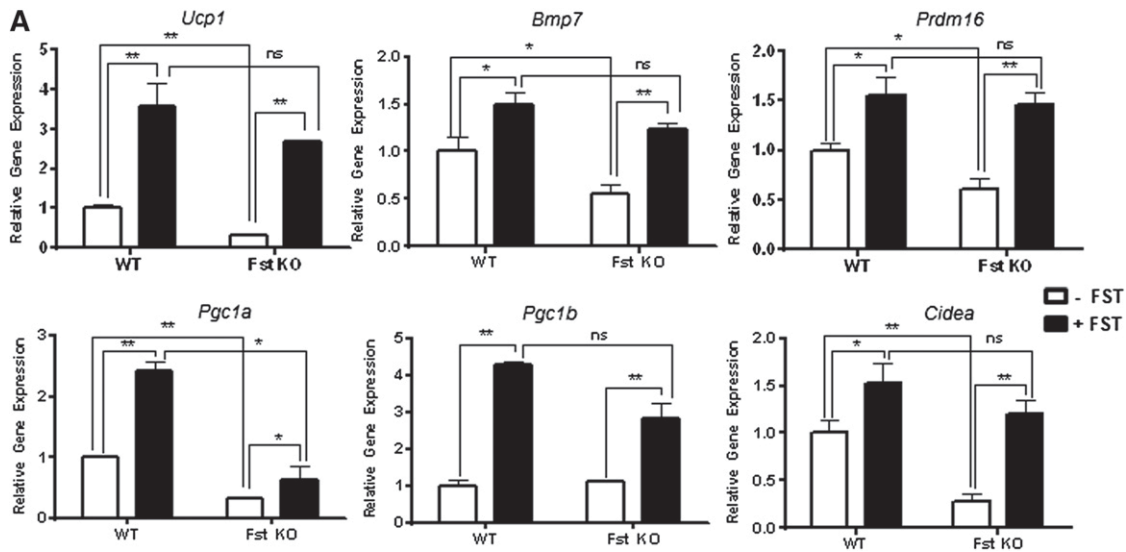 A
Ucp1
Relative Gene Expression
5
4
3
2
1
0
**
**
ns
**
WT
Fst KO
Bmp7
Relative Gene Expression
2.0
1.5
1.0
0.5
0.0
*
*
ns
**
WT
Fst KO
Prdm16
Relative Gene Expression
2.0
1.5
1.0
0.5
0.0
*
*
ns
**
WT
Fst KO
Pgc1a
Relative Gene Expression
3
2
1
0
**
**
*
*
WT
Fst KO
Pgc1b
Relative Gene Expression
5
4
3
2
1
0
**
ns
**
WT
Fst KO
Cidea
Relative Gene Expression
2.0
1.5
1.0
0.5
0.0
**
*
ns
**
WT
Fst KO
- FST
+ FST